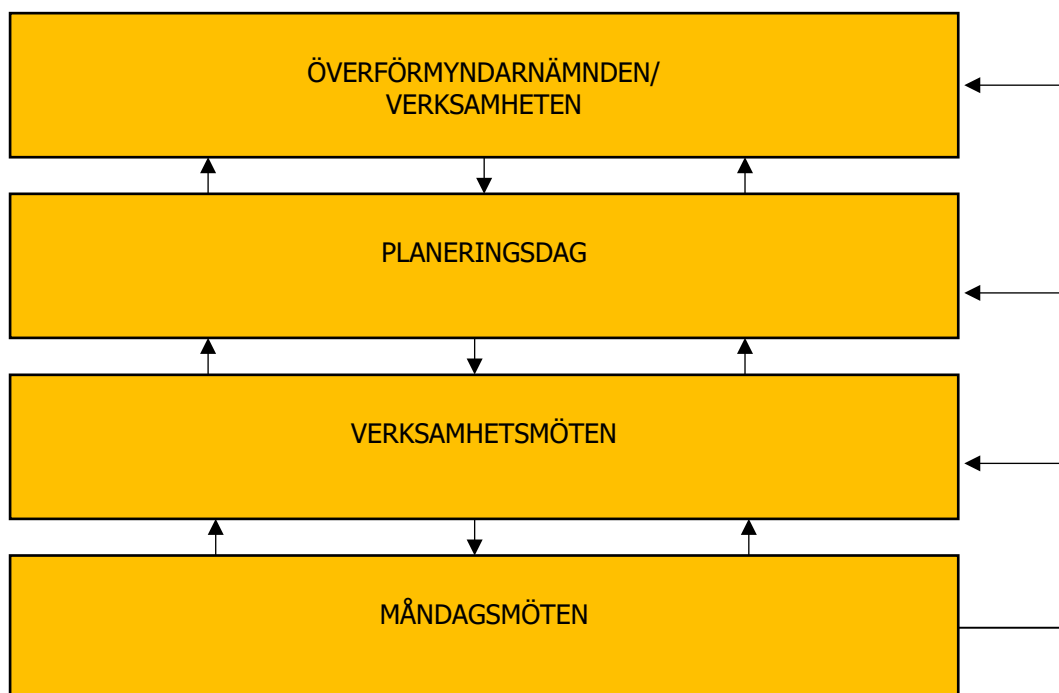 ÖVERFÖRMYNDARNÄMNDEN/
VERKSAMHETEN
PLANERINGSDAG
VERKSAMHETSMÖTEN
MÅNDAGSMÖTEN